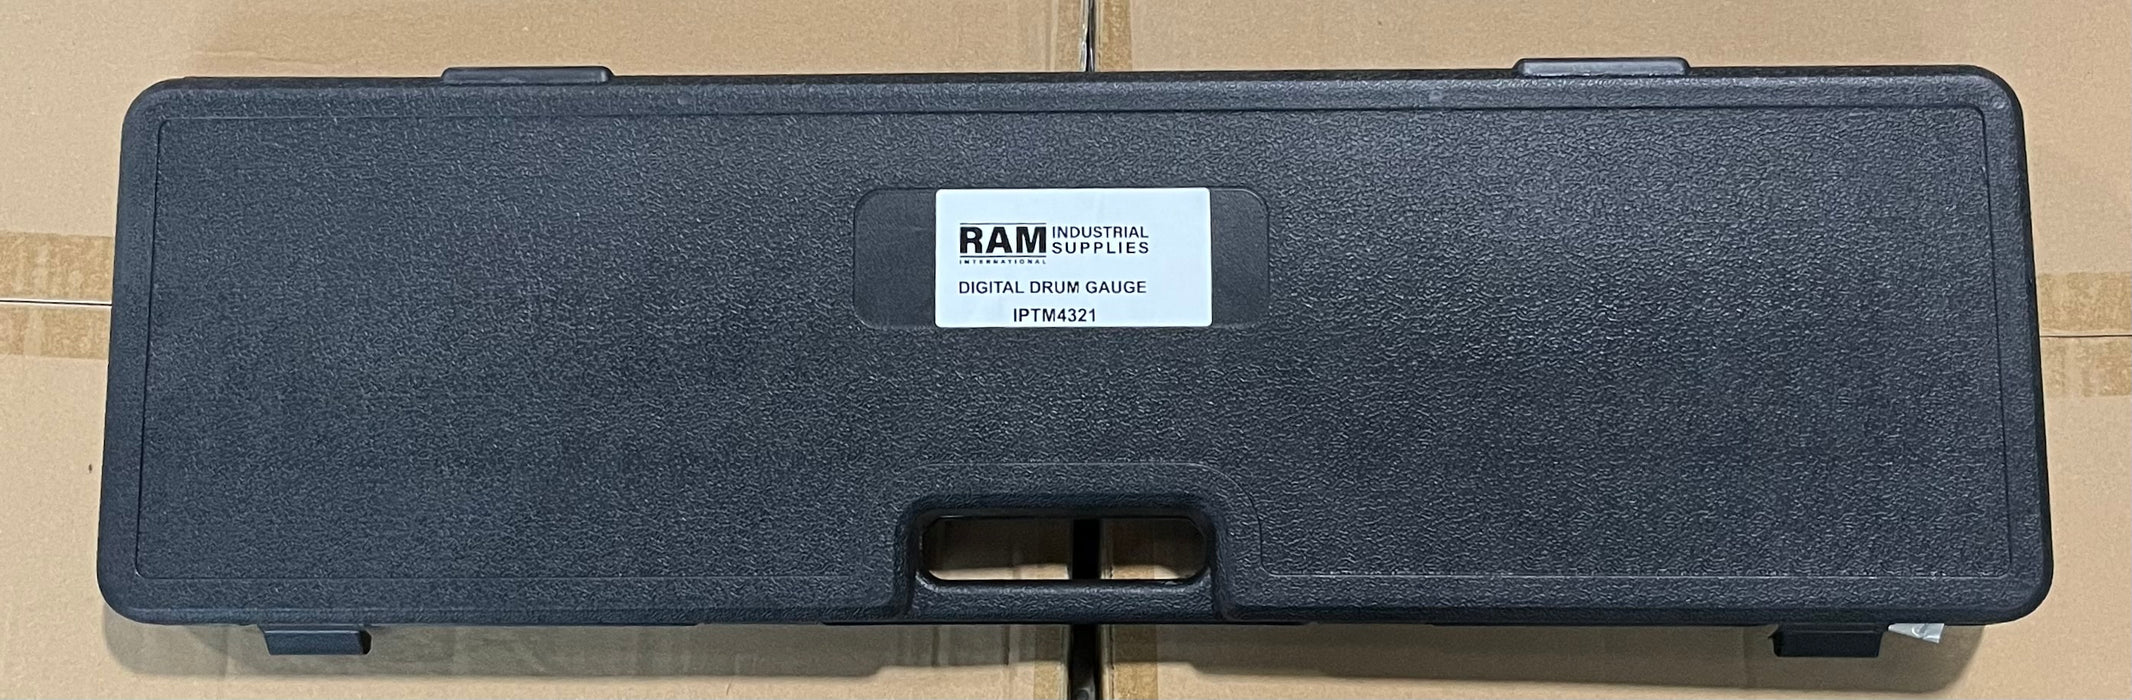 RAM INDUSTRIAL
SUPPLIES
INTERNATIONAL
DIGITAL DRUM GAUGE
IPTM4321